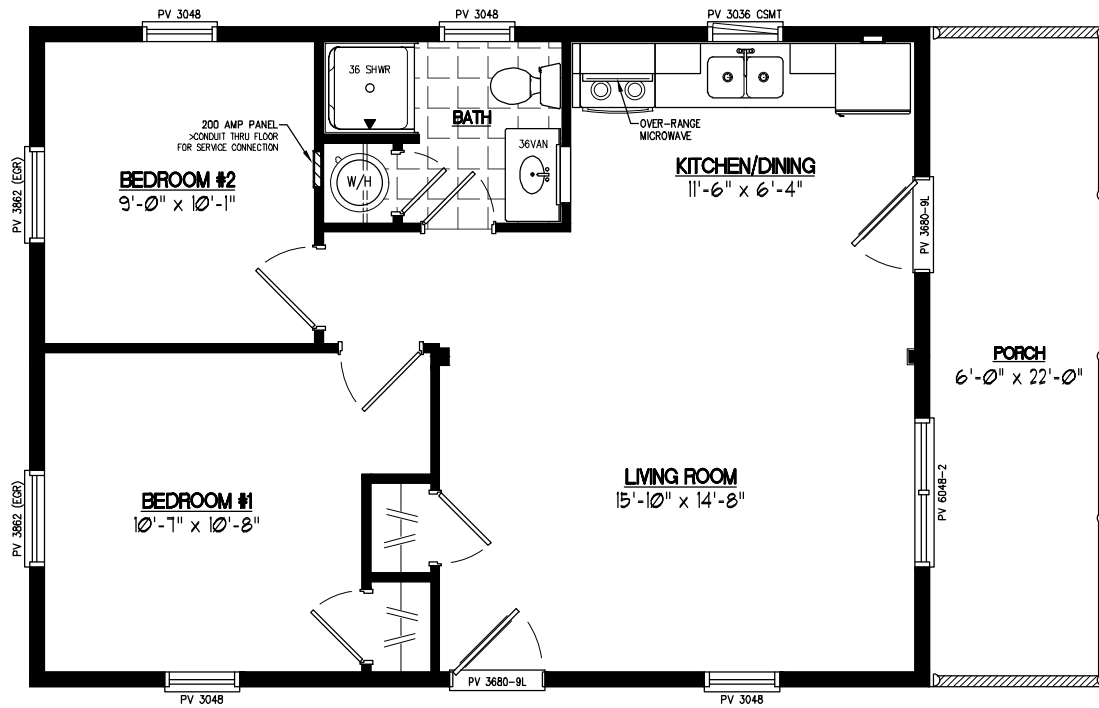 PV 3048
PV 3048
PV 3036 CSMT
36 SHWR
200 AMP PANEL
>CONDUIT THRU FLOOR
FOR SERVICE CONNECTION
BATH
OVER-RANGE
MICROWAVE
36VAN
W/H
KITCHEN/DINING
11'-6" x 6'-4"
BEDROOM #2
9'-0" x 10'-1"
PV 3862 (EGR)
PV 3680-9L
PORCH
6'-0" x 22'-0"
LIVING ROOM
15'-10" x 14'-8"
BEDROOM #1
10'-7" x 10'-8"
PV 3862 (EGR)
PV 6048-2
PV 3680-9L
PV 3048
PV 3048